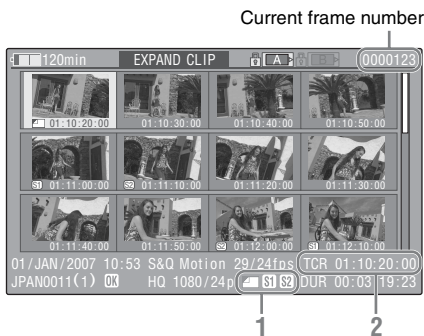 Current frame number
120min EXPAND CLIP A B 0000123
01:10:20:00 01:10:30:00 01:10:40:00 01:10:50:00
S1 01:11:00:00 S2 01:11:10:00 01:11:20:00 01:11:30:00
01:11:40:00 01:11:50:00 S2 01:12:00:00 S1 01:12:10:00
01/JAN/2007 10:53 S&Q Motion 29/24fps TCR 01:10:20:00
JPAN0011(1) OK HQ 1080/24p S1 S2 DUR 00:03:19:23
1 2